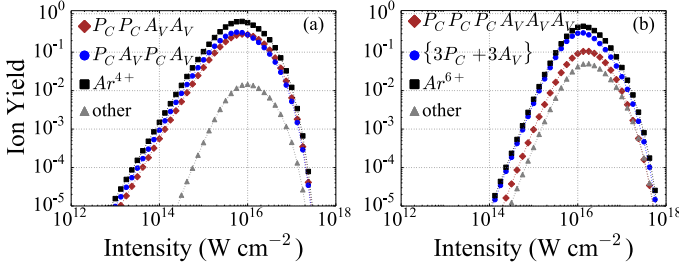 Ion Yield
10^0
10^-1
10^-2
10^-3
10^-4
10^-5
(a)
P_C P_C A_V A_V
P_C A_V P_C A_V
Ar^{4+}
other
10^12 10^14 10^16 10^18
Intensity (W cm^{-2})
10^0
10^-1
10^-2
10^-3
10^-4
10^-5
(b)
P_C P_C P_C A_V A_V A_V
{3P_C + 3A_V}
Ar^{6+}
other
10^12 10^14 10^16 10^18
Intensity (W cm^{-2})